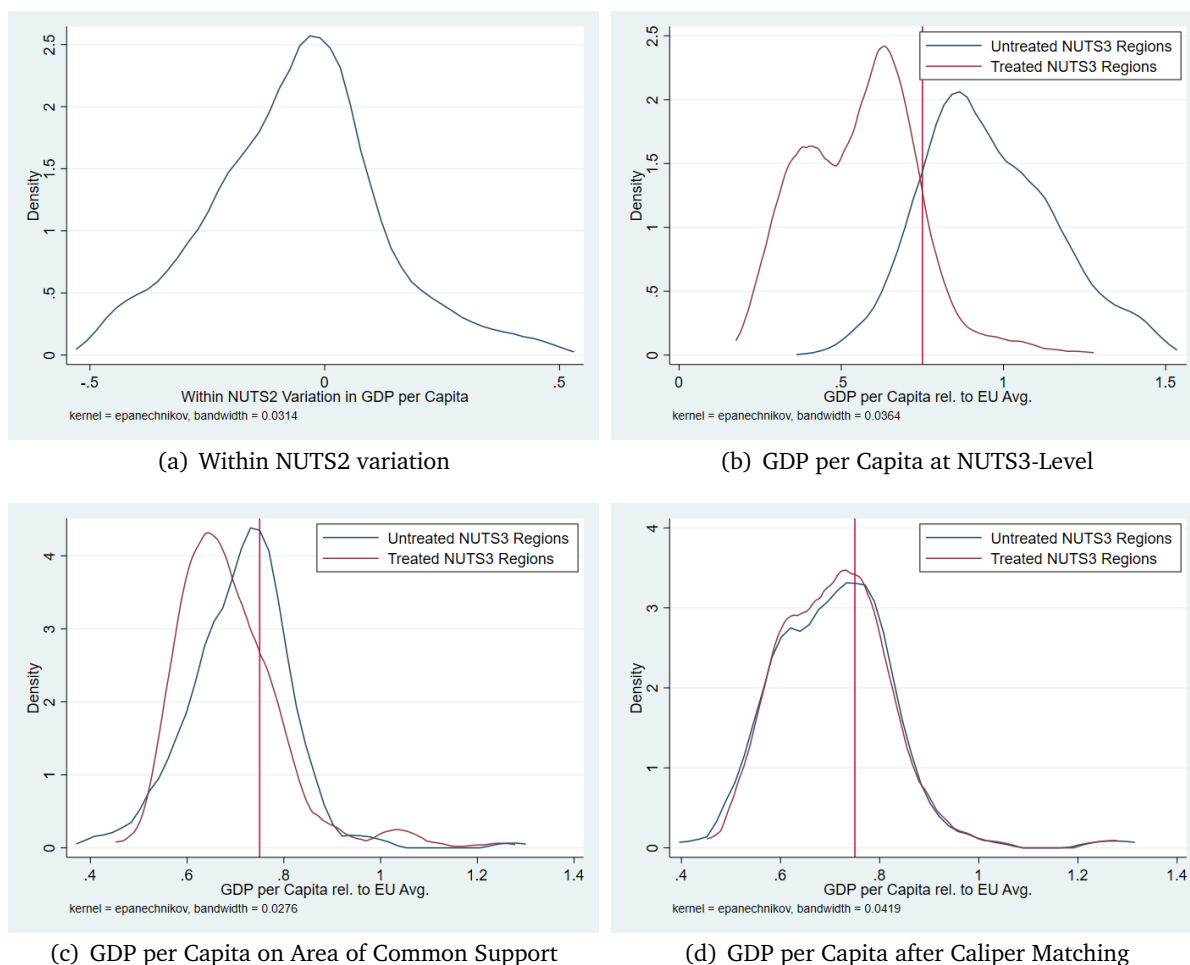 2.5
2
1.5
1
.5
0
Density
-.5
0
.5
Within NUTS2 Variation in GDP per Capita
kernel = epanechnikov, bandwidth = 0.0314
(a) Within NUTS2 variation
2.5
2
1.5
1
.5
0
Density
Untreated NUTS3 Regions
Treated NUTS3 Regions
0
.5
1
1.5
GDP per Capita rel. to EU Avg.
kernel = epanechnikov, bandwidth = 0.0364
(b) GDP per Capita at NUTS3-Level
4
3
2
1
0
Density
Untreated NUTS3 Regions
Treated NUTS3 Regions
.4
.6
.8
1
1.2
1.4
GDP per Capita rel. to EU Avg.
kernel = epanechnikov, bandwidth = 0.0276
(c) GDP per Capita on Area of Common Support
4
3
2
1
0
Density
Untreated NUTS3 Regions
Treated NUTS3 Regions
.4
.6
.8
1
1.2
1.4
GDP per Capita rel. to EU Avg.
kernel = epanechnikov, bandwidth = 0.0419
(d) GDP per Capita after Caliper Matching